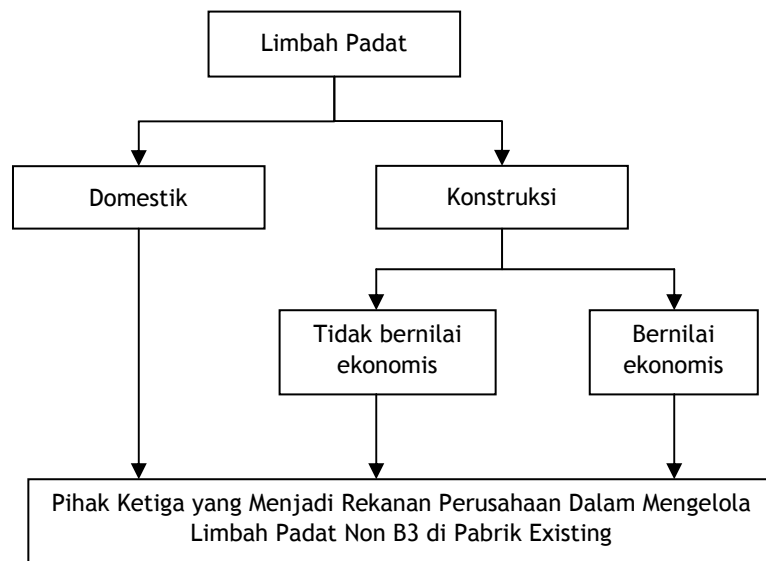 Limbah Padat
Domestik
Konstruksi
Tidak bernilai
ekonomis
Bernilai
ekonomis
Pihak Ketiga yang Menjadi Rekanan Perusahaan Dalam Mengelola
Limbah Padat Non B3 di Pabrik Existing